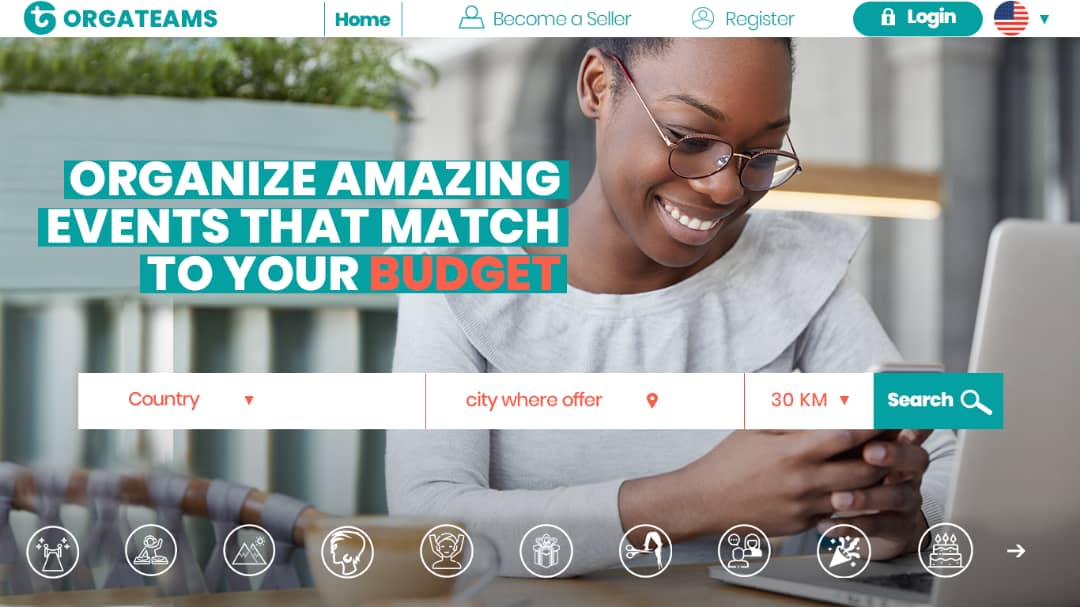 ORGATEAMS
Home
Become a Seller
Register
Login
ORGANIZE AMAZING
EVENTS THAT MATCH
TO YOUR BUDGET
Country
city where offer
30 KM
Search